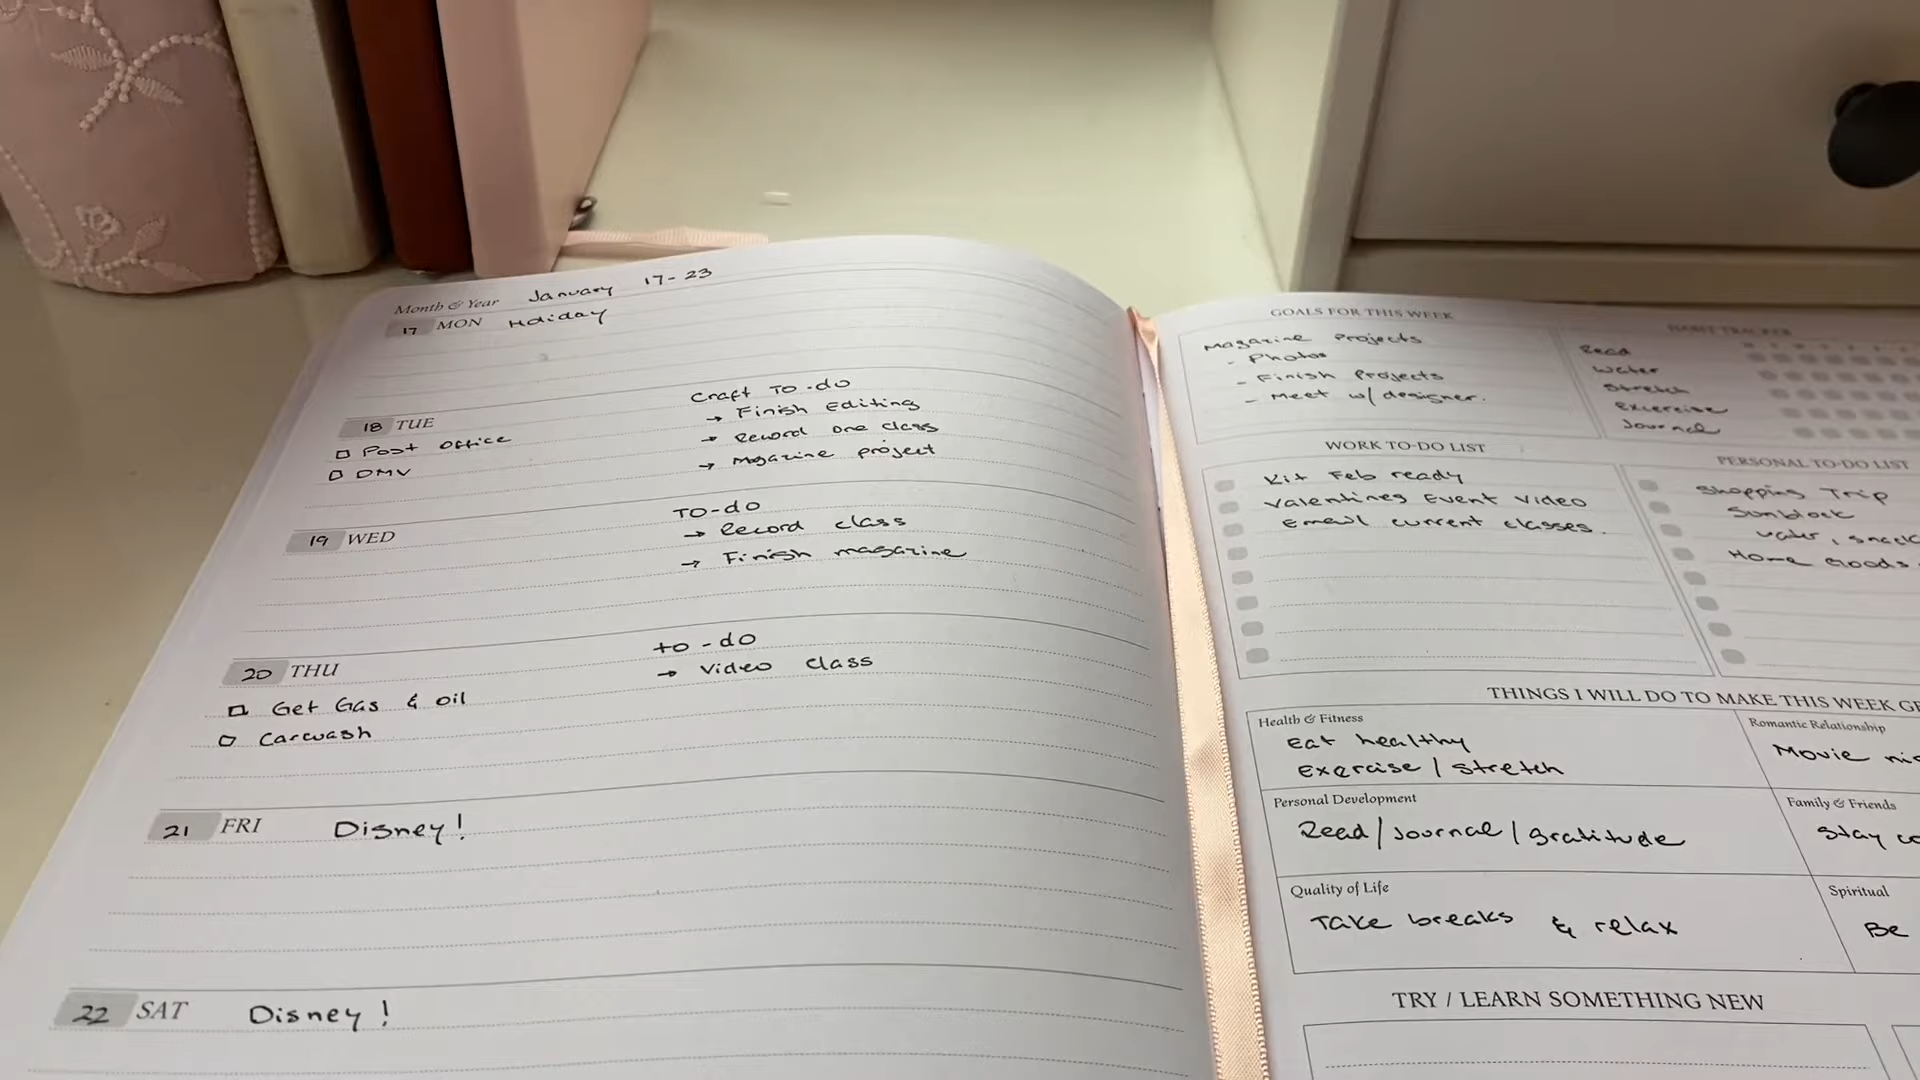 Month & Year January 17-23
17 MON Holiday
18 TUE
Post Office
DMV
Craft To-do
→ Finish Editing
→ Record one class
→ Magazine project
19 WED
TO-do
→ Record class
→ Finish magazine
20 THU
Get Gas & oil
Carwash
to-do
→ Video class
21 FRI Disney!
22 SAT Disney!
GOALS FOR THIS WEEK
Magazine Projects
- Photos
- Finish Projects
- Meet w/designer.
HABIT TRACKER
Read
Water
Stretch
Excercise
Journal
WORK TO-DO LIST
Kit Feb ready
Valentines Event Video
Email current classes.
PERSONAL TO-DO LIST
Shopping Trip
Sunblock
water, snack
Home Goods
THINGS I WILL DO TO MAKE THIS WEEK
Health & Fitness
Eat healthy
Exercise / stretch
Romantic Relationship
Movie
Personal Development
Read/Journal/gratitude
Family & Friends
Stay
Quality of Life
Take breaks & relax
Spiritual
Be
TRY / LEARN SOMETHING NEW